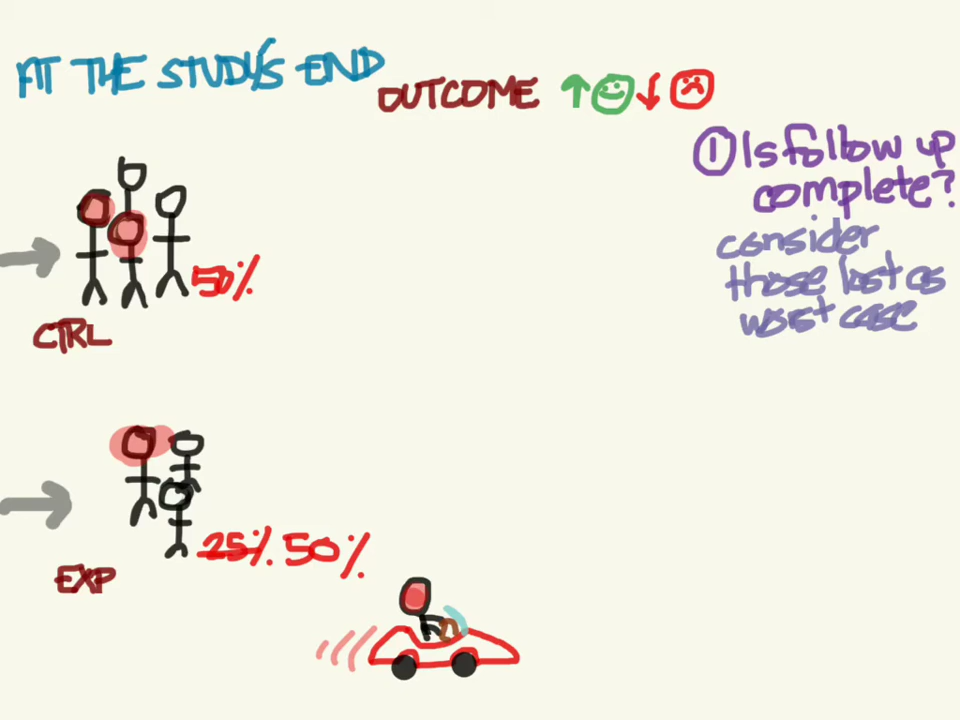 AT THE STUDY'S END
OUTCOME
① Is follow up
complete?
consider
those lost as
worst case
50%
CTRL
25% 50%
EXP